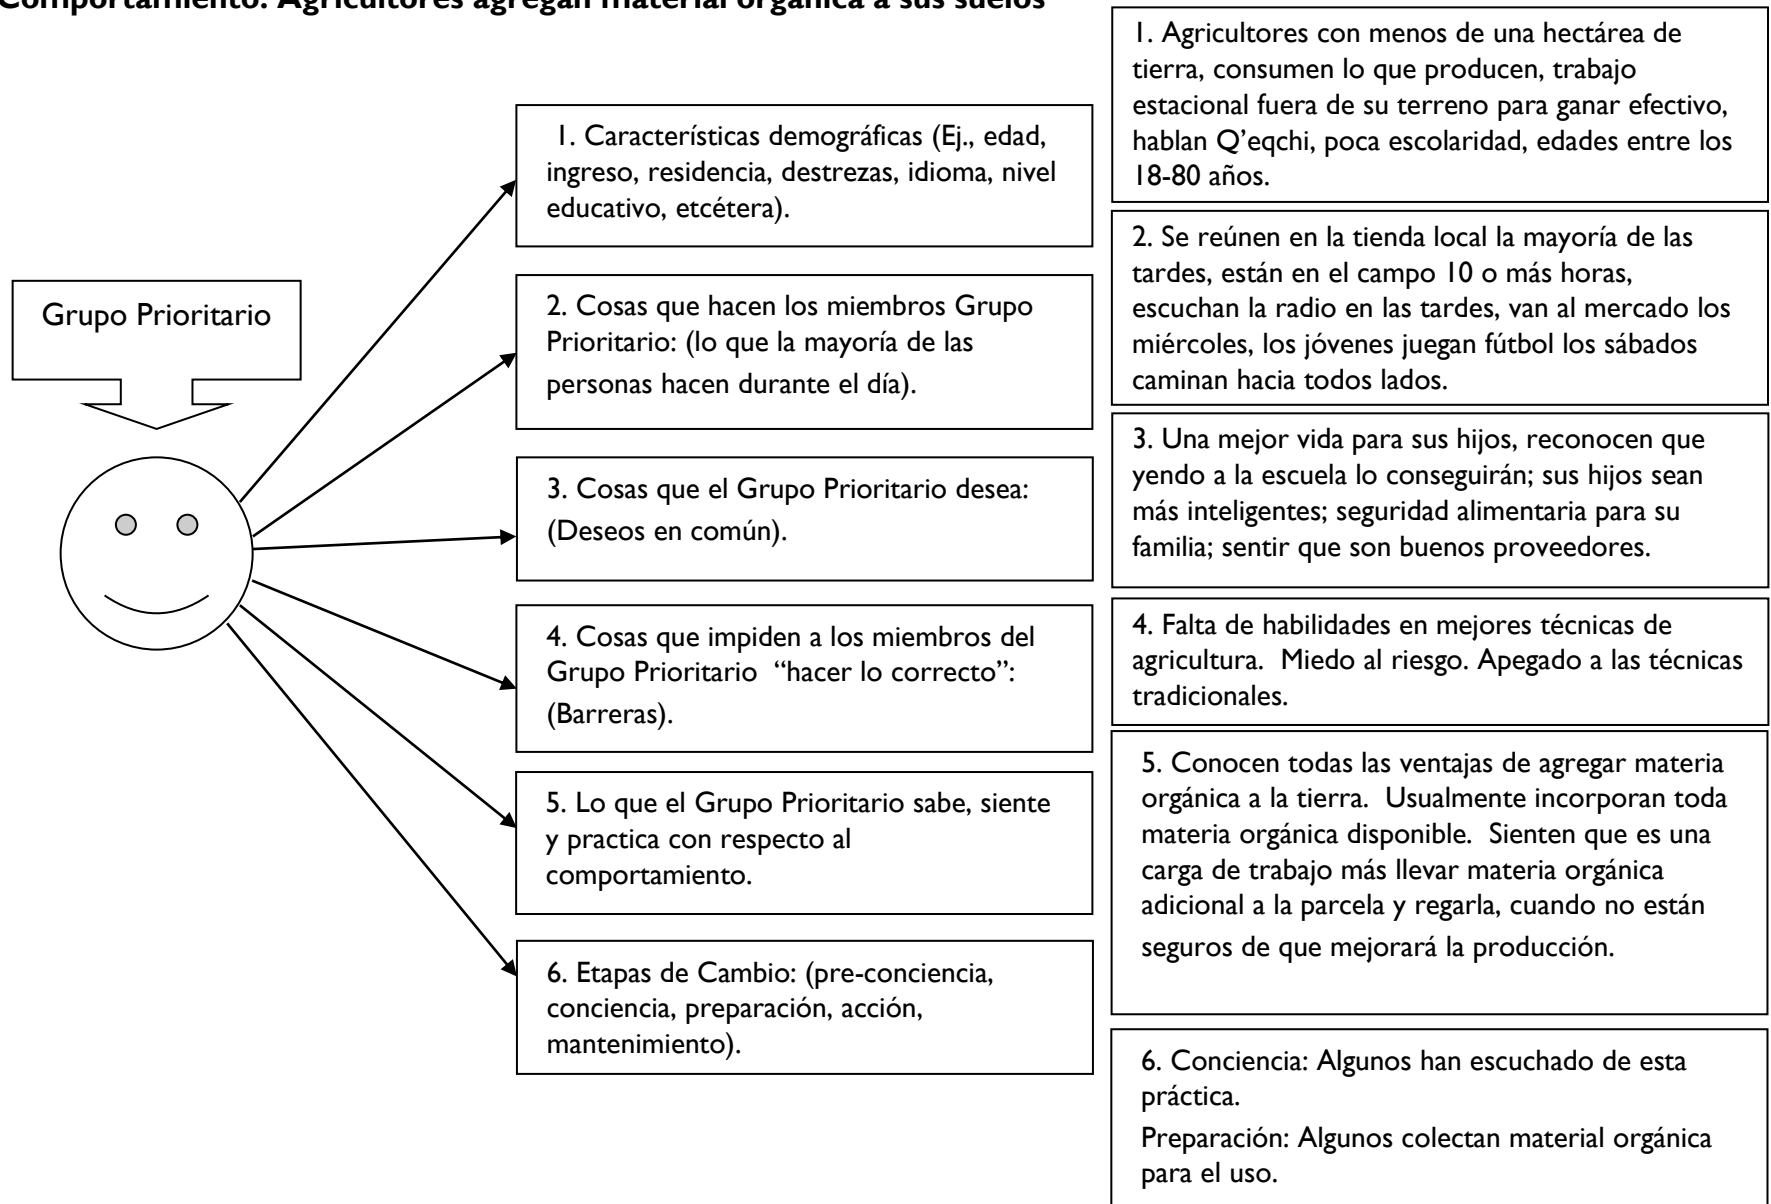 Comportamiento: Agricultores agregan material orgánica a sus suelos
Grupo Prioritario
1. Características demográficas (Ej., edad,
ingreso, residencia, destrezas, idioma, nivel
educativo, etcétera).
2. Cosas que hacen los miembros Grupo
Prioritario: (lo que la mayoría de las
personas hacen durante el día).
3. Cosas que el Grupo Prioritario desea:
(Deseos en común).
4. Cosas que impiden a los miembros del
Grupo Prioritario “hacer lo correcto”:
(Barreras).
5. Lo que el Grupo Prioritario sabe, siente
y practica con respecto al
comportamiento.
6. Etapas de Cambio: (pre-conciencia,
conciencia, preparación, acción,
mantenimiento).
1. Agricultores con menos de una hectárea de
tierra, consumen lo que producen, trabajo
estacional fuera de su terreno para ganar efectivo,
hablan Q’eqchi, poca escolaridad, edades entre los
18-80 años.
2. Se reúnen en la tienda local la mayoría de las
tardes, están en el campo 10 o más horas,
escuchan la radio en las tardes, van al mercado los
miércoles, los jóvenes juegan fútbol los sábados
caminan hacia todos lados.
3. Una mejor vida para sus hijos, reconocen que
yendo a la escuela lo conseguirán; sus hijos sean
más inteligentes; seguridad alimentaria para su
familia; sentir que son buenos proveedores.
4. Falta de habilidades en mejores técnicas de
agricultura. Miedo al riesgo. Apegado a las técnicas
tradicionales.
5. Conocen todas las ventajas de agregar materia
orgánica a la tierra. Usualmente incorporan toda
materia orgánica disponible. Sienten que es una
carga de trabajo más llevar materia orgánica
adicional a la parcela y regarla, cuando no están
seguros de que mejorará la producción.
6. Conciencia: Algunos han escuchado de esta
práctica.
Preparación: Algunos colectan material orgánica
para el uso.